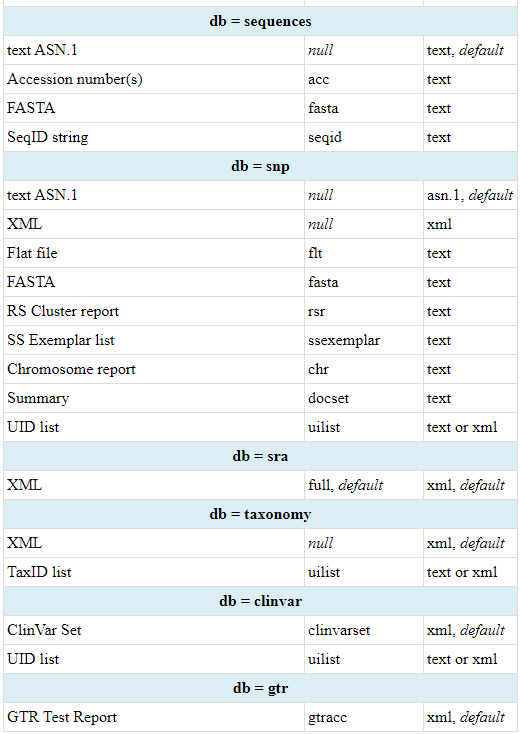 db = sequences
text ASN.1 null text, default
Accession number(s) acc text
FASTA fasta text
SeqID string seqid text
db = snp
text ASN.1 null asn.1, default
XML null xml
Flat file flt text
FASTA fasta text
RS Cluster report rsr text
SS Exemplar list ssexemplar text
Chromosome report chr text
Summary docset text
UID list uilist text or xml
db = sra
XML full, default xml, default
db = taxonomy
XML null xml, default
TaxID list uilist text or xml
db = clinvar
ClinVar Set clinvarset xml, default
UID list uilist text or xml
db = gtr
GTR Test Report gtracc xml, default